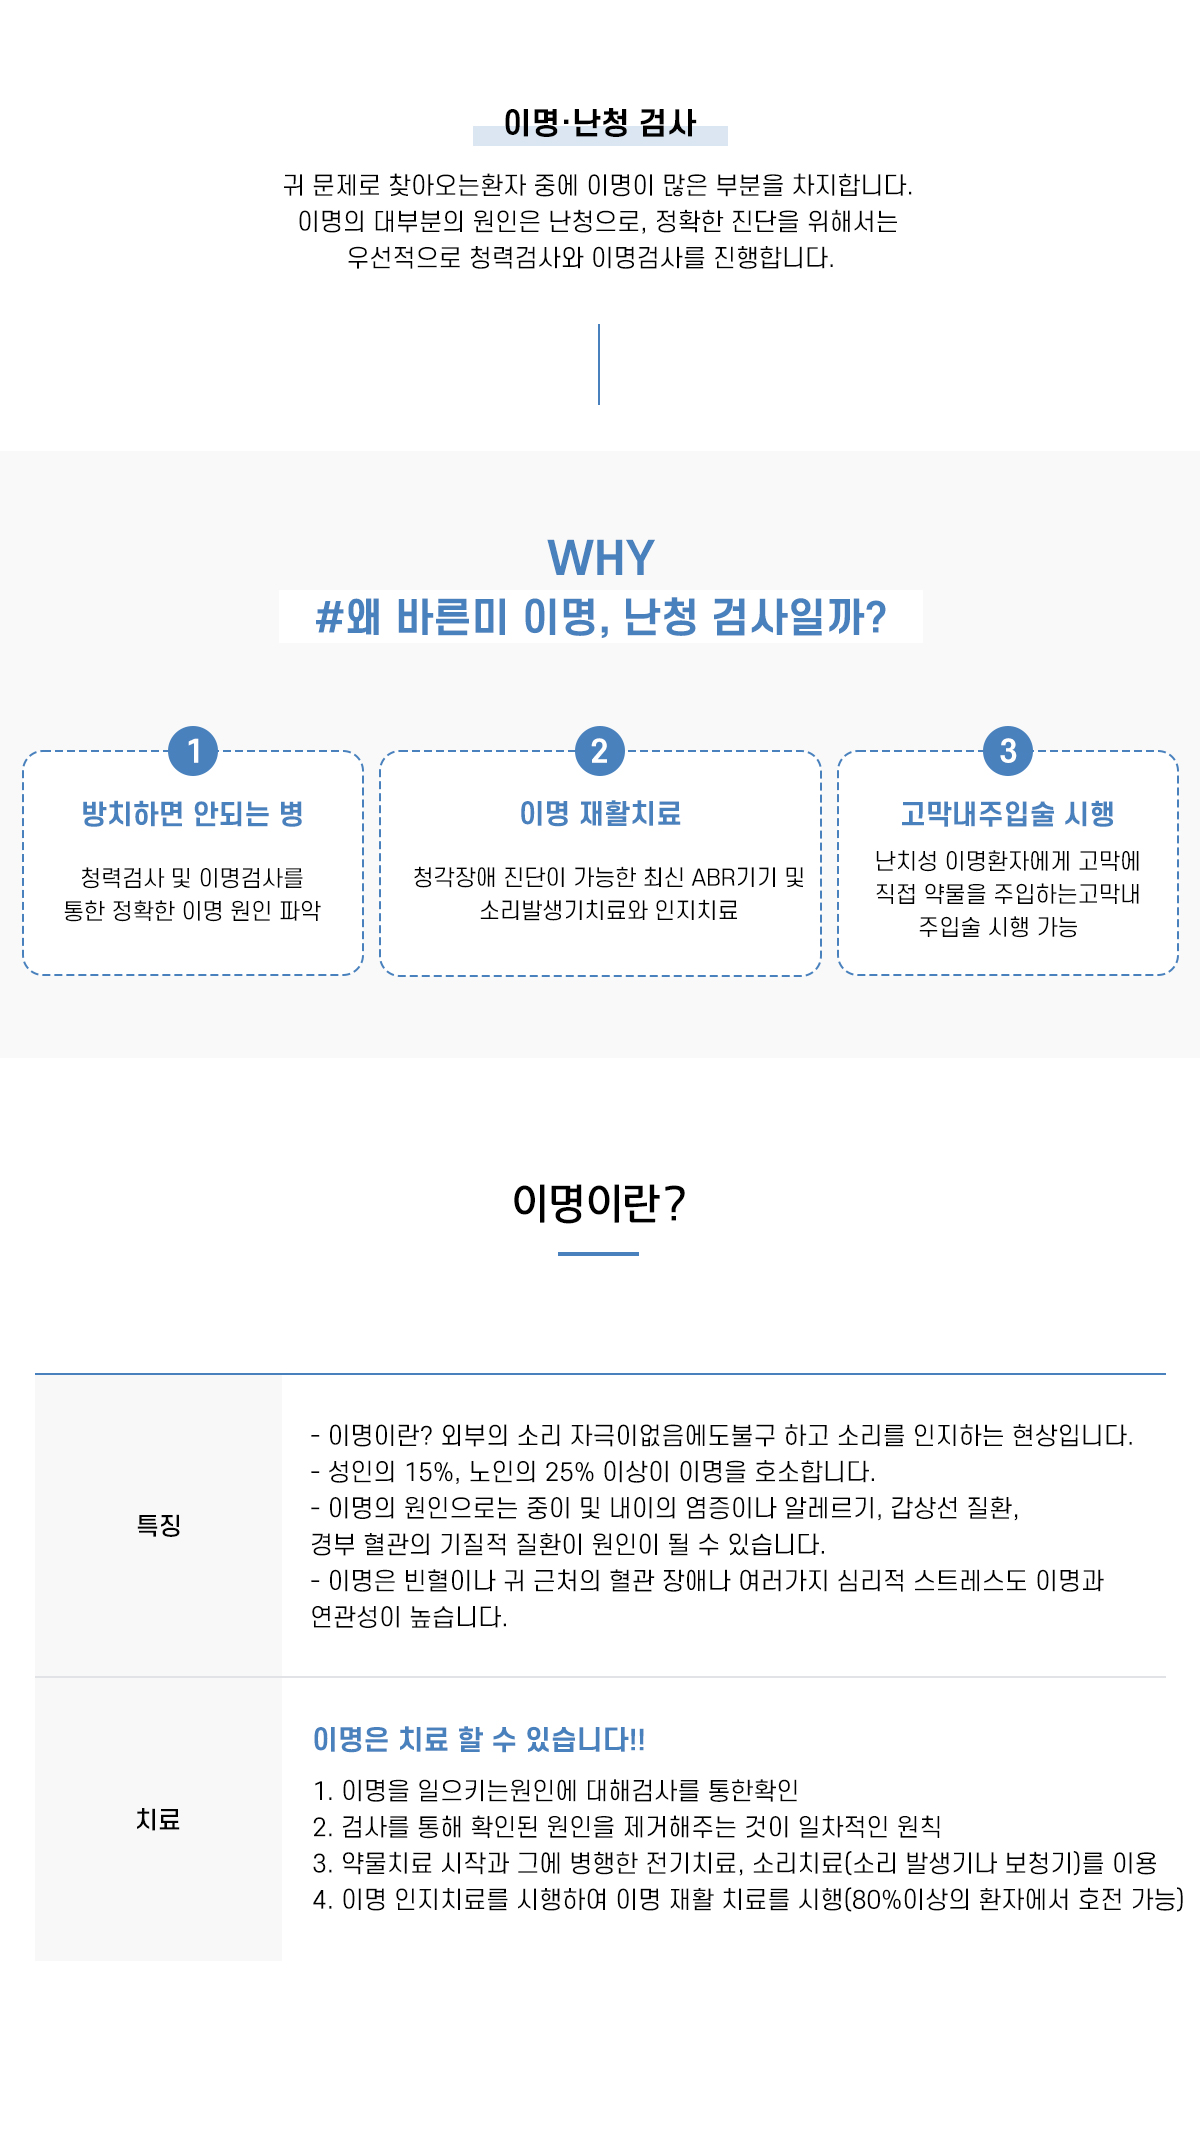 이명·난청 검사
귀 문제로 찾아오는환자 중에 이명이 많은 부분을 차지합니다.
이명의 대부분의 원인은 난청으로, 정확한 진단을 위해서는
우선적으로 청력검사와 이명검사를 진행합니다.
WHY
#왜 바른미 이명, 난청 검사일까?
1
방치하면 안되는 병
청력검사 및 이명검사를
통한 정확한 이명 원인 파악
2
이명 재활치료
청각장애 진단이 가능한 최신 ABR기기 및
소리발생기치료와 인지치료
3
고막내주입술 시행
난치성 이명환자에게 고막에
직접 약물을 주입하는고막내
주입술 시행 가능
이명이란?
특징
- 이명이란? 외부의 소리 자극이없음에도불구 하고 소리를 인지하는 현상입니다.
- 성인의 15%, 노인의 25% 이상이 이명을 호소합니다.
- 이명의 원인으로는 중이 및 내이의 염증이나 알레르기, 갑상선 질환,
경부 혈관의 기질적 질환이 원인이 될 수 있습니다.
- 이명은 빈혈이나 귀 근처의 혈관 장애나 여러가지 심리적 스트레스도 이명과
연관성이 높습니다.
치료
이명은 치료 할 수 있습니다!!
1. 이명을 일으키는원인에 대해검사를 통한확인
2. 검사를 통해 확인된 원인을 제거해주는 것이 일차적인 원칙
3. 약물치료 시작과 그에 병행한 전기치료, 소리치료(소리 발생기나 보청기)를 이용
4. 이명 인지치료를 시행하여 이명 재활 치료를 시행(80%이상의 환자에서 호전 가능)